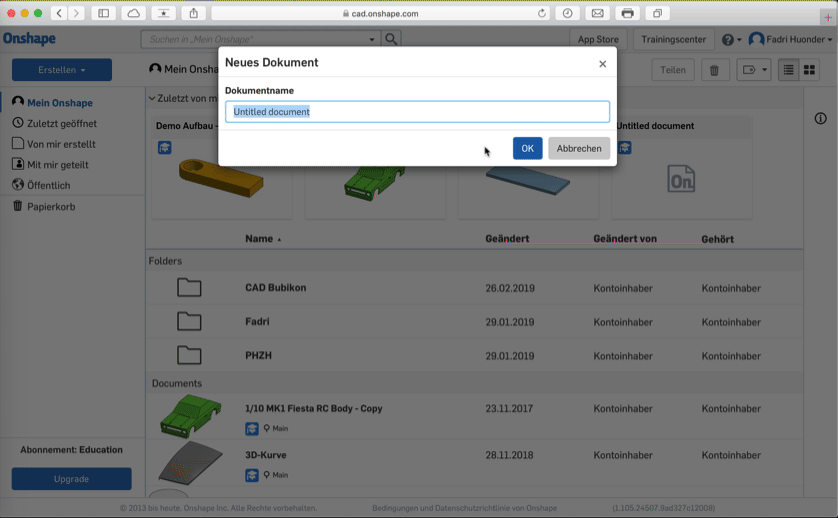 cad.onshape.com
Onshape
Suchen in „Mein Onshape“
App Store
Trainingscenter
Fadri Huonder
Erstellen
Mein Onsha
Teilen
Neues Dokument
Dokumentname
Untitled document
OK
Abbrechen
Mein Onshape
Zuletzt geöffnet
Von mir erstellt
Mit mir geteilt
Öffentlich
Papierkorb
Zuletzt von m
Demo Aufbau -
Untitled document
On
Name
Geändert
Geändert von
Gehört
Folders
CAD Bubikon 26.02.2019 Kontoinhaber Kontoinhaber
Fadri 29.01.2019 Kontoinhaber Kontoinhaber
PHZH 29.01.2019 Kontoinhaber Kontoinhaber
Documents
1/10 MK1 Fiesta RC Body - Copy 23.11.2017 Kontoinhaber Kontoinhaber
Main
3D-Kurve 28.11.2018 Kontoinhaber Kontoinhaber
Main
Abonnement: Education
Upgrade
© 2013 bis heute, Onshape Inc. Alle Rechte vorbehalten. Bedingungen und Datenschutzrichtlinie von Onshape